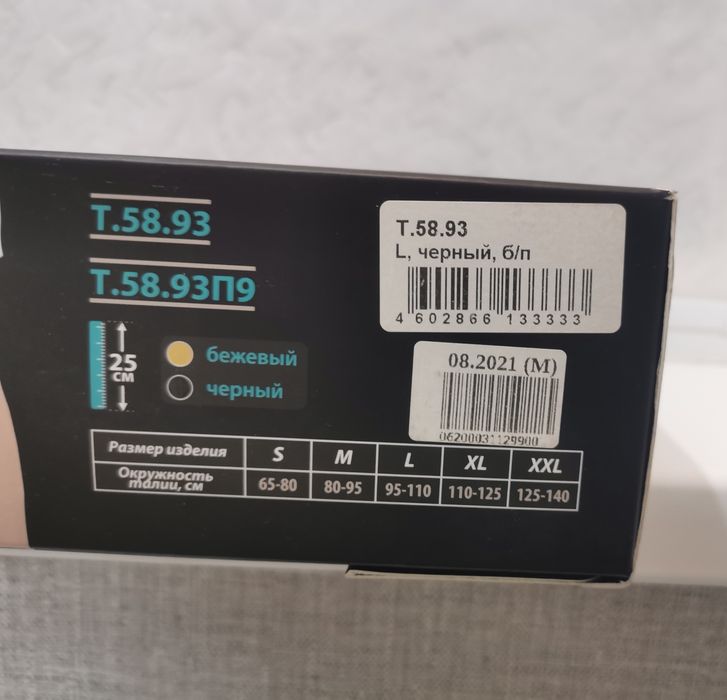 Т.58.93
Т.58.93П9
25
см
бежевый
черный
Т.58.93
L, черный, б/п
4 602866 133333
08.2021 (М)
06200031129900
Размер изделия S M L XL XXL
Окружность
талии, см 65-80 80-95 95-110 110-125 125-140